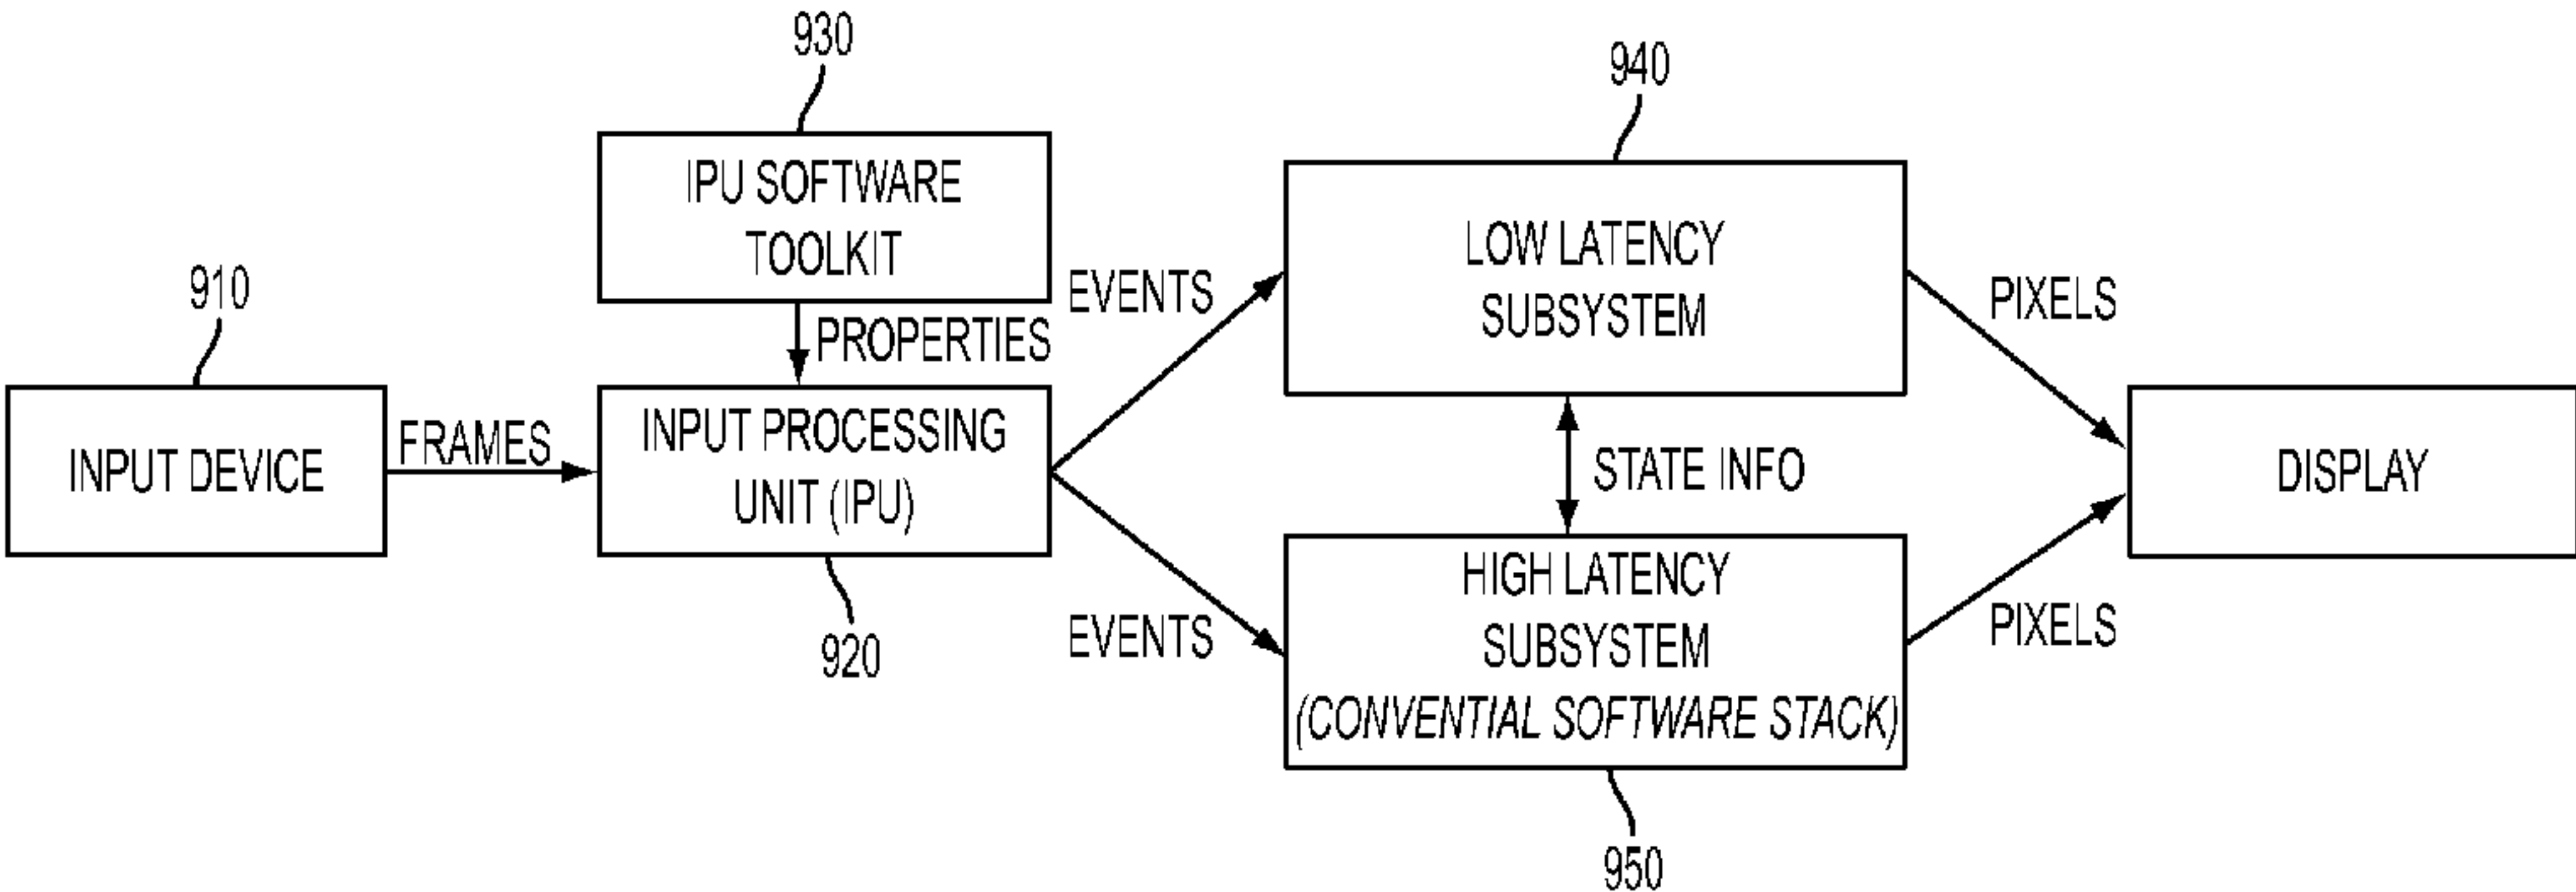 930
940
IPU SOFTWARE
TOOLKIT
910
EVENTS
LOW LATENCY
SUBSYSTEM
PIXELS
PROPERTIES
INPUT DEVICE
FRAMES
INPUT PROCESSING
UNIT (IPU)
STATE INFO
DISPLAY
920
EVENTS
HIGH LATENCY
SUBSYSTEM
(CONVENTIAL SOFTWARE STACK)
PIXELS
950